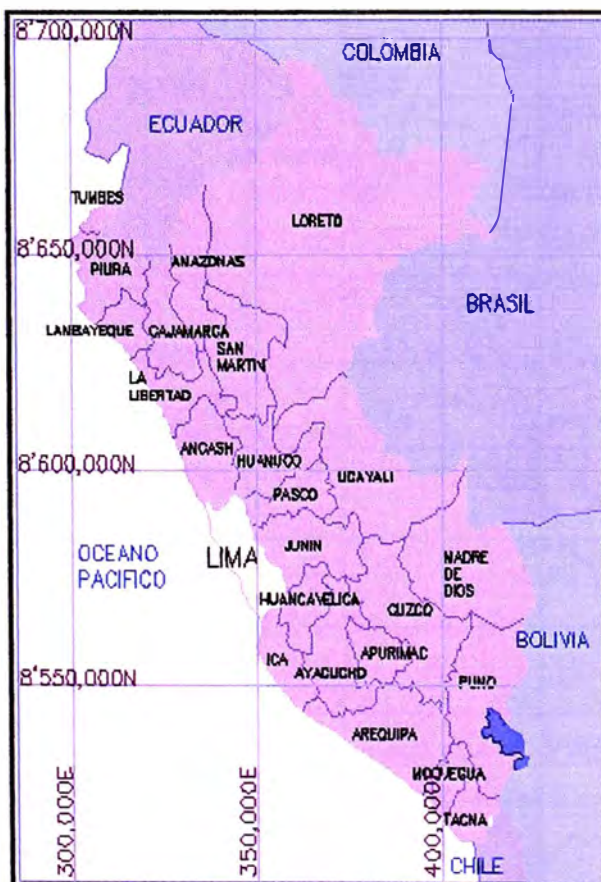 8'700,000N
COLOMBIA
ECUADOR
TUMBES
LORETO
8'650,000N
PIURA
AMAZONAS
BRASIL
LANBAYEQUE
CAJAMARCA
SAN
MARTIN
LA
LIBERTAD
ANCASH
HUANUCO
8'600,000N
UCAYALI
PASCO
OCEANO
PACIFICO
LIMA
JUNIN
MADRE
DE
DIOS
HUANCAVELICA
CUZCO
BOLIVIA
ICA
AYACUCHO
APURIMAC
8'550,000N
PUNO
AREQUIPA
MOQUEGUA
TACNA
300,000E
350,000E
400,000E
CHILE